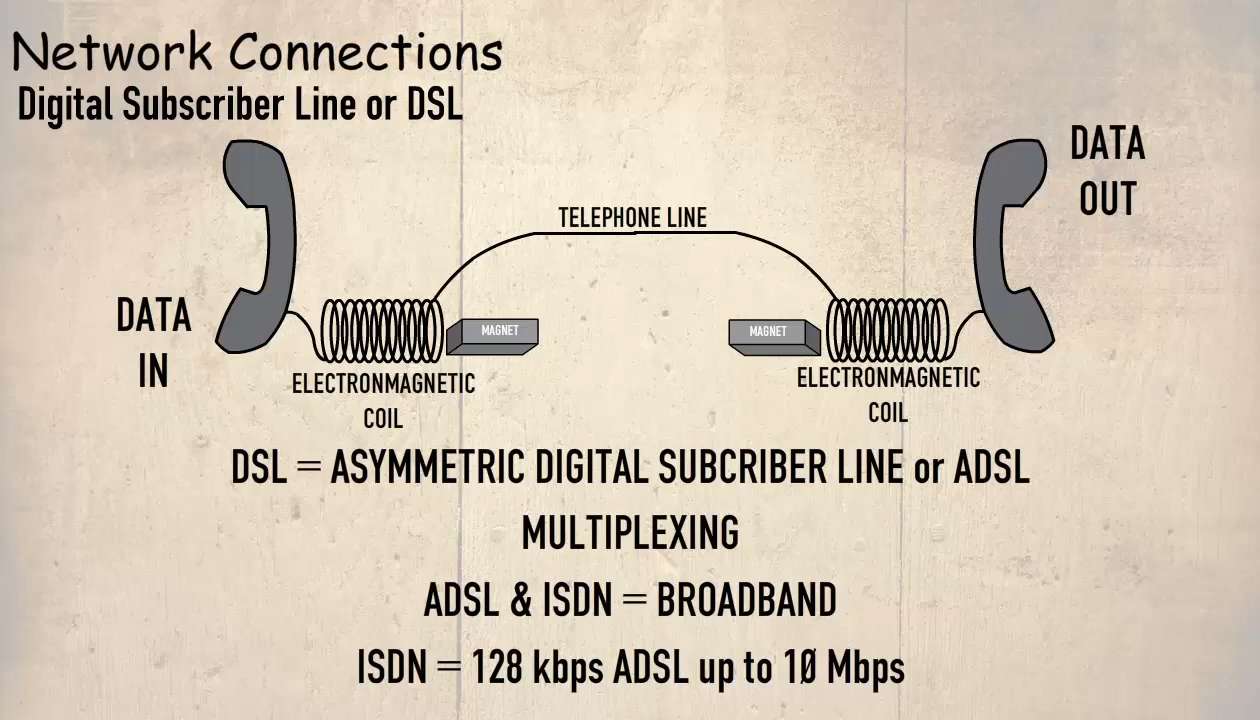 Network Connections
Digital Subscriber Line or DSL
DATA
OUT
TELEPHONE LINE
DATA
IN
MAGNET
MAGNET
ELECTRONMAGNETIC
COIL
ELECTRONMAGNETIC
COIL
DSL = ASYMMETRIC DIGITAL SUBCRIBER LINE or ADSL
MULTIPLEXING
ADSL & ISDN = BROADBAND
ISDN = 128 kbps ADSL up to 10 Mbps